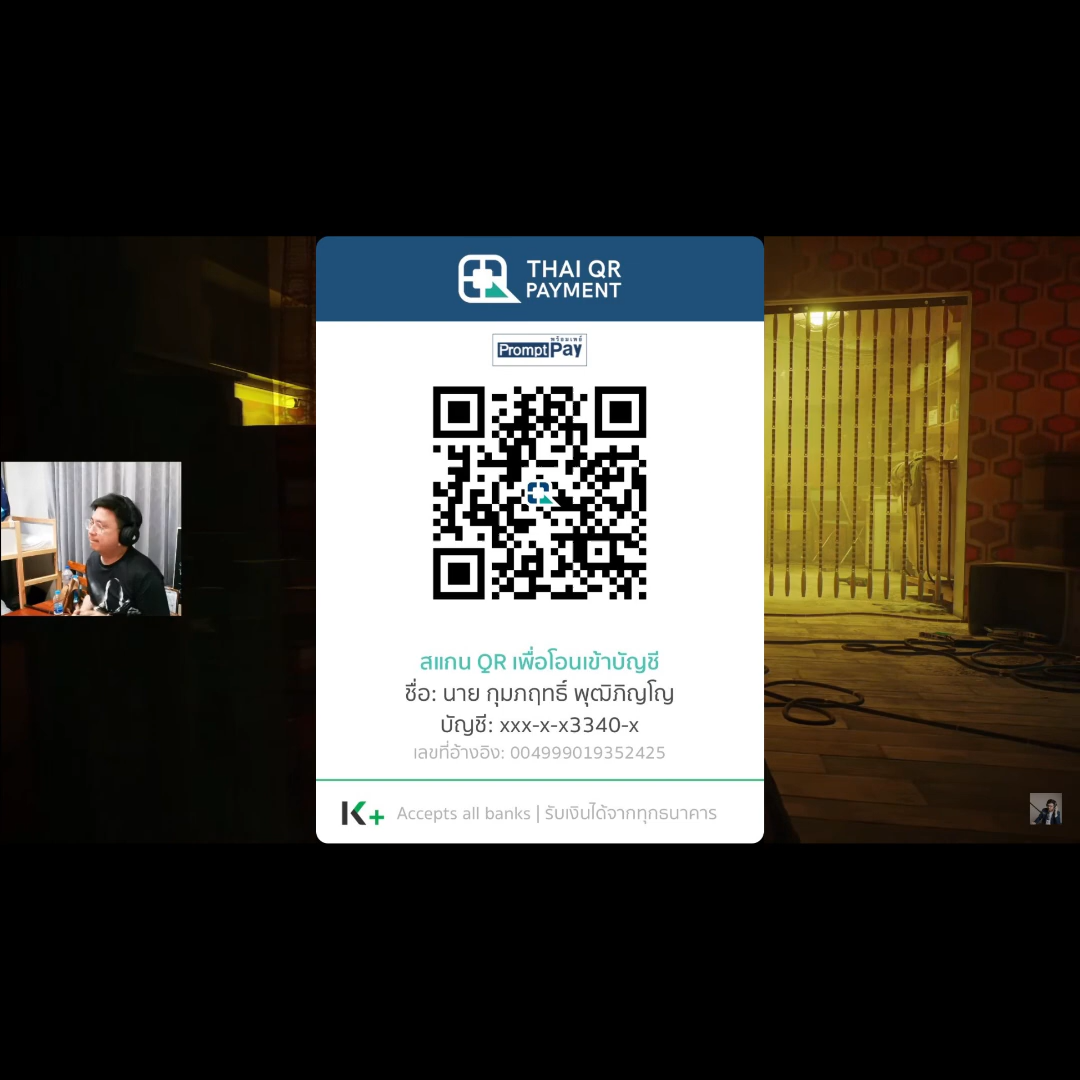 THAI QR
PAYMENT
พร้อมเพย์
PromptPay
สแกน QR เพื่อโอนเข้าบัญชี
ชื่อ: นาย กุมภฤทธิ์ พุฒิภิญโญ
บัญชี: xxx-x-x3340-x
เลขที่อ้างอิง: 004999019352425
K+ Accepts all banks | รับเงินได้จากทุกธนาคาร